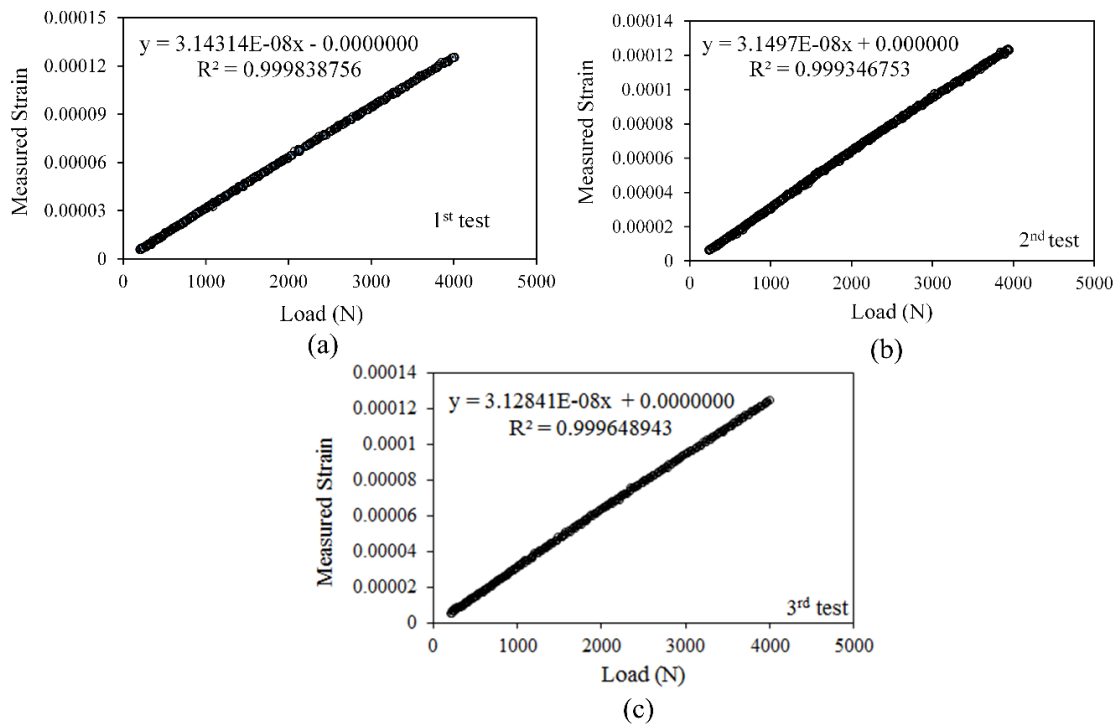 (a)
0.00015
0.00012
0.00009
0.00006
0.00003
0
Measured Strain
y = 3.14314E-08x - 0.0000000
R² = 0.999838756
1st test
0 1000 2000 3000 4000 5000
Load (N)
(a)
(b)
0.00014
0.00012
0.0001
0.00008
0.00006
0.00004
0.00002
0
Measured Strain
y = 3.1497E-08x + 0.000000
R² = 0.999346753
2nd test
0 1000 2000 3000 4000 5000
Load (N)
(b)
0.00014
0.00012
0.0001
0.00008
0.00006
0.00004
0.00002
0
Measured Strain
y = 3.12841E-08x + 0.0000000
R² = 0.999648943
3rd test
0 1000 2000 3000 4000 5000
Load (N)
(c)